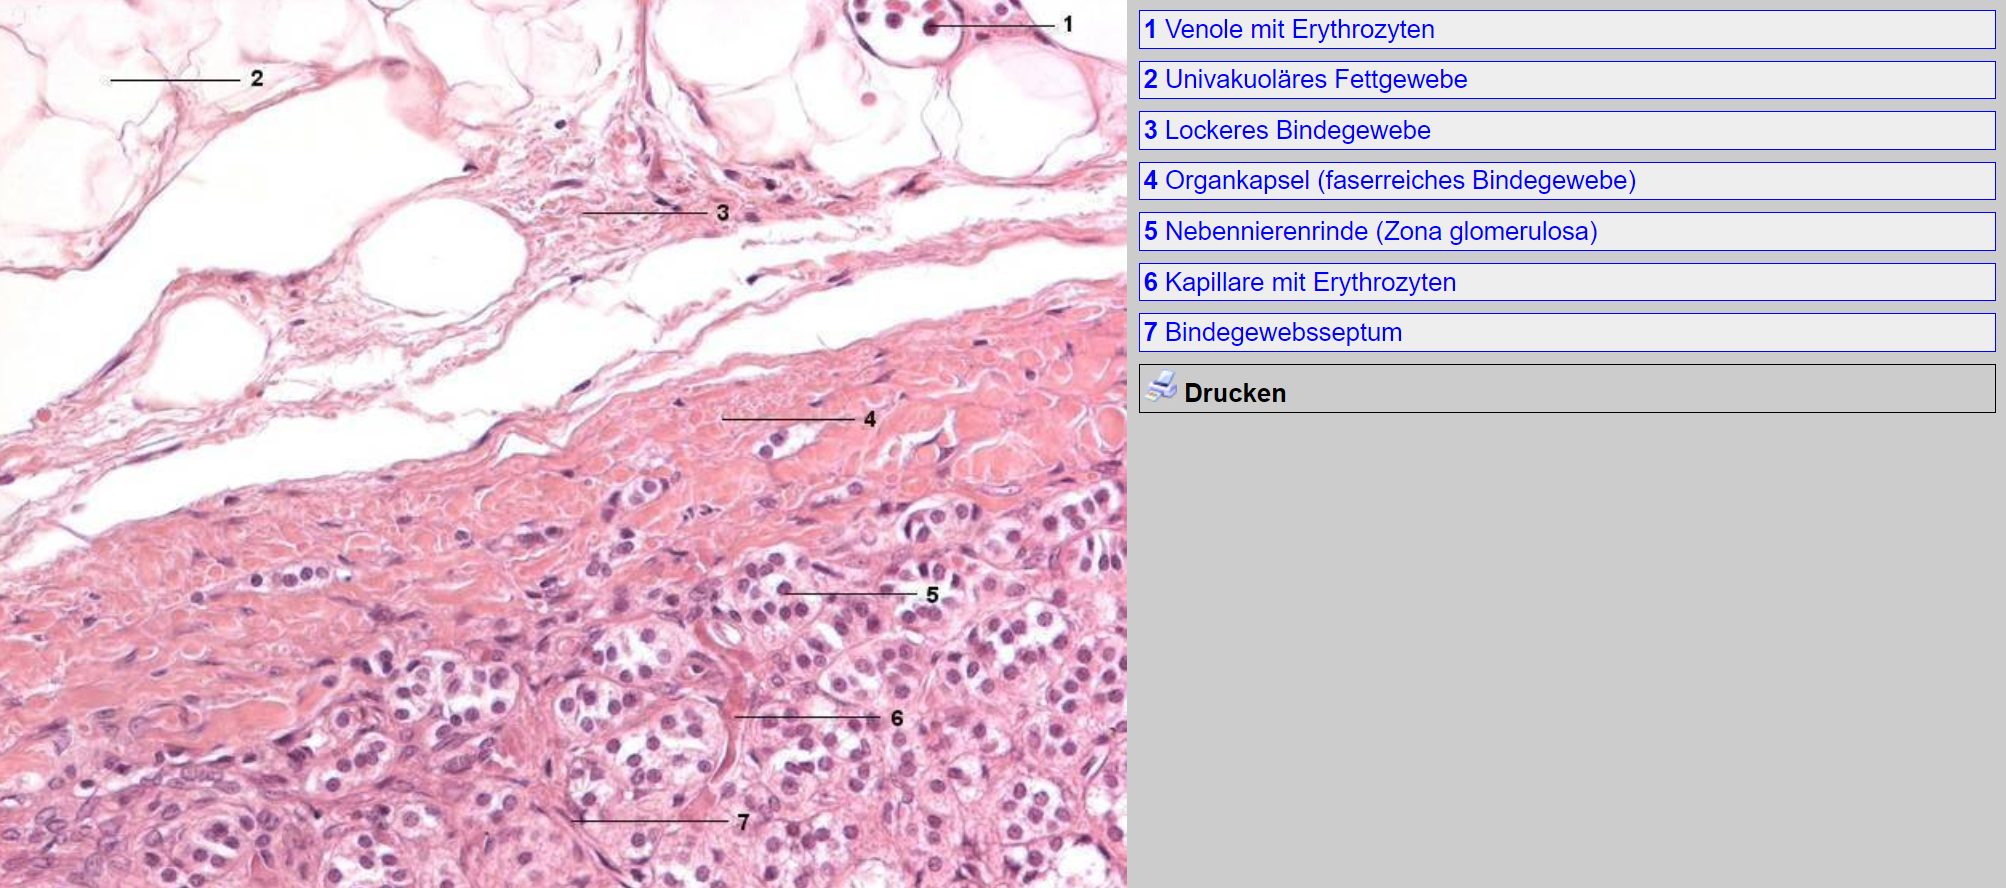 1
2
3
4
5
6
7
1 Venole mit Erythrozyten
2 Univakuoläres Fettgewebe
3 Lockeres Bindegewebe
4 Organkapsel (faserreiches Bindegewebe)
5 Nebennierenrinde (Zona glomerulosa)
6 Kapillare mit Erythrozyten
7 Bindegewebsseptum
Drucken